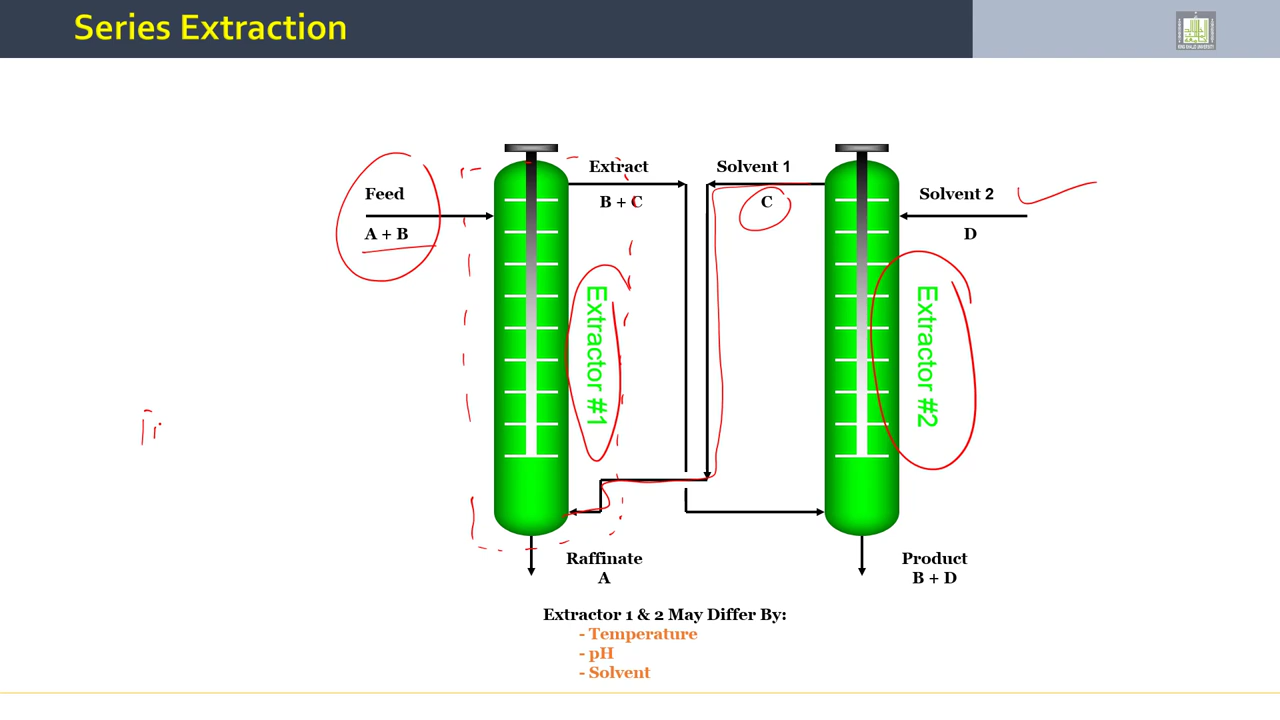 Series Extraction
Feed
A + B
Extract
B + C
Solvent 1
C
Solvent 2
D
Extractor #1
Extractor #2
Raffinate
A
Product
B + D
Extractor 1 & 2 May Differ By:
- Temperature
- pH
- Solvent